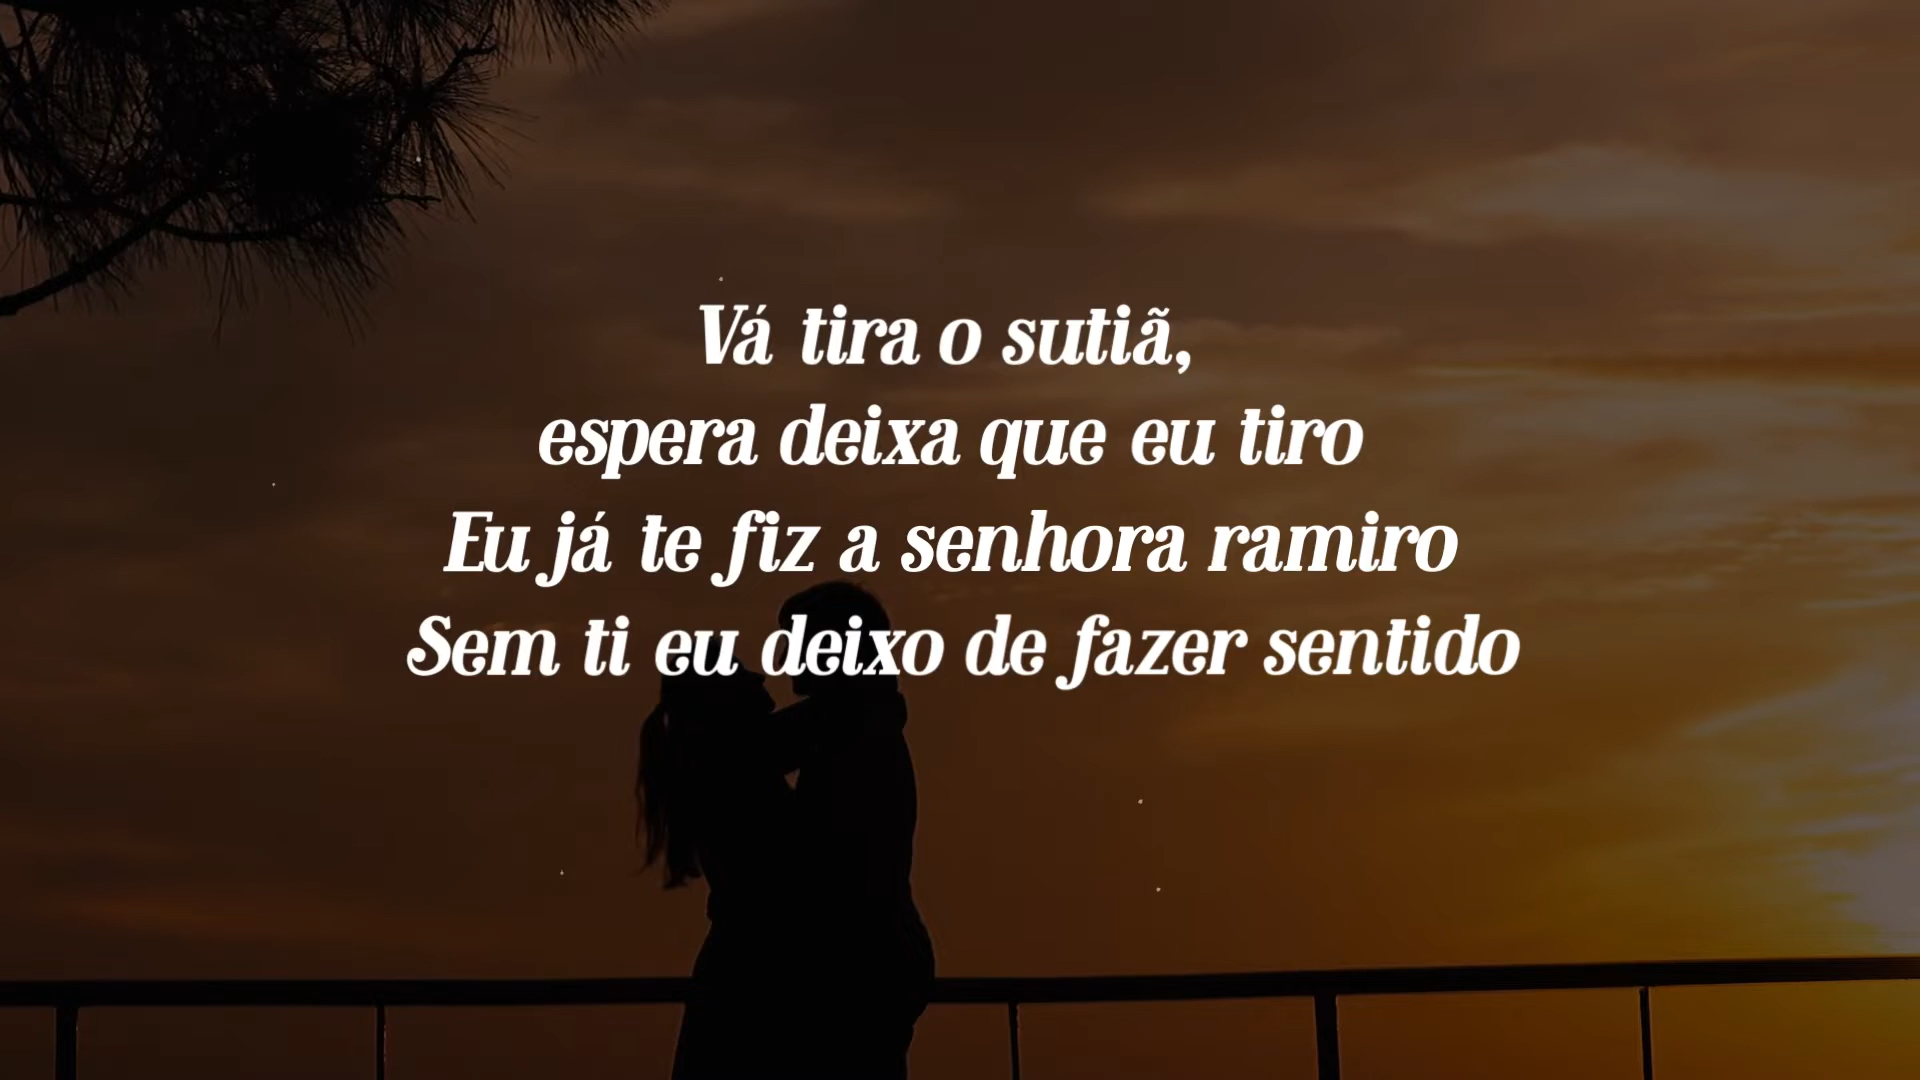 Vá tira o sutiã,
espera deixa que eu tiro
Eu já te fiz a senhora ramiro
Sem ti eu deixo de fazer sentido